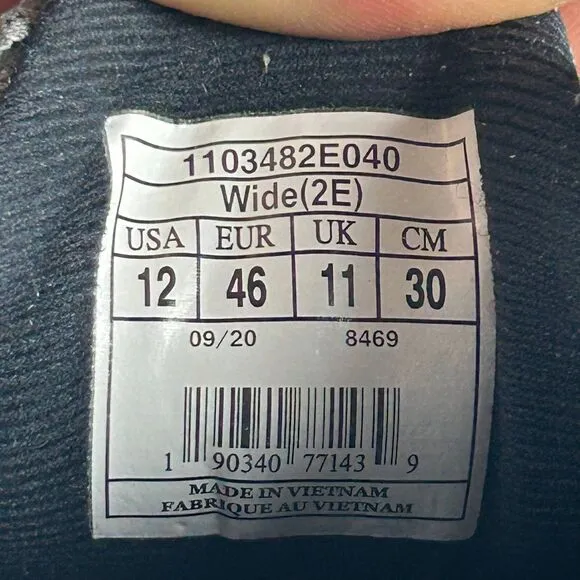 1103482E040
Wide(2E)
USA EUR UK CM
12 46 11 30
09/20 8469
1 90340 77143 9
MADE IN VIETNAM
FABRIQUE AU VIETNAM